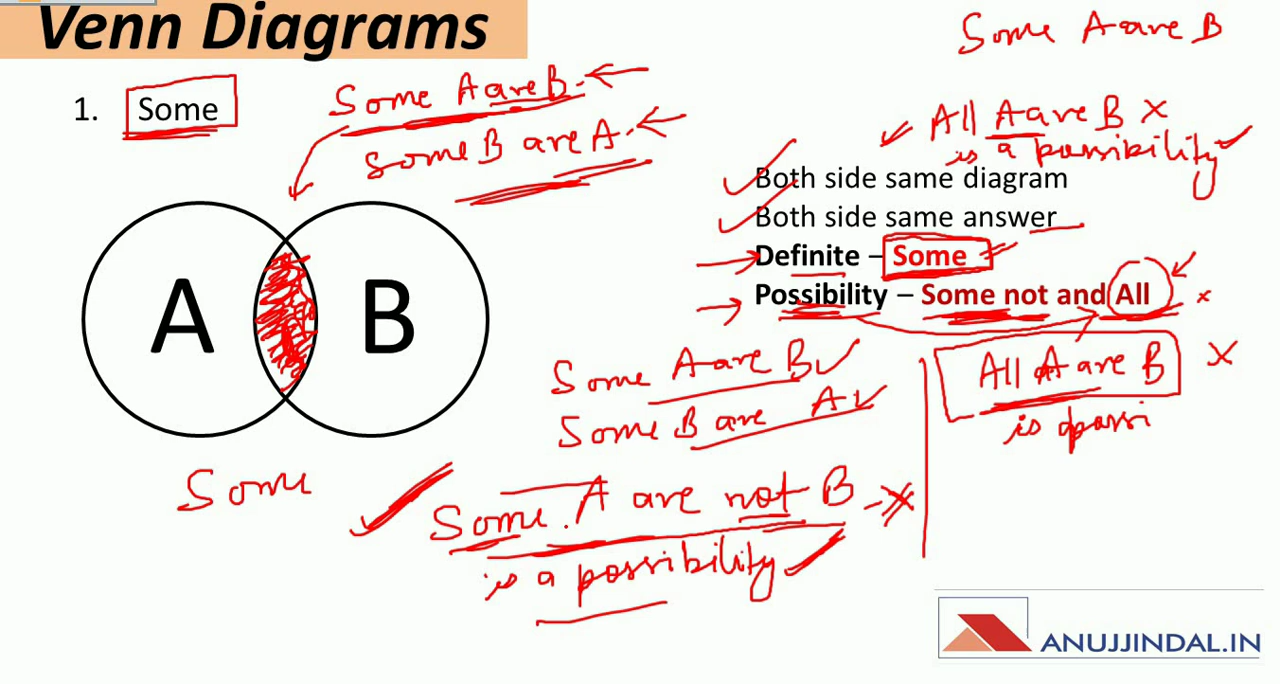 Venn Diagrams
Some A are B
1. Some
Some A are B.
Some B are A.
All A are B x
is a possibility
Both side same diagram
Both side same answer
Definite – Some
Possibility – Some not and All
A
B
Some A are B
Some B are A
All A are B
is
Some
Some A are not B
is a possibility
ANUJJINDAL.IN